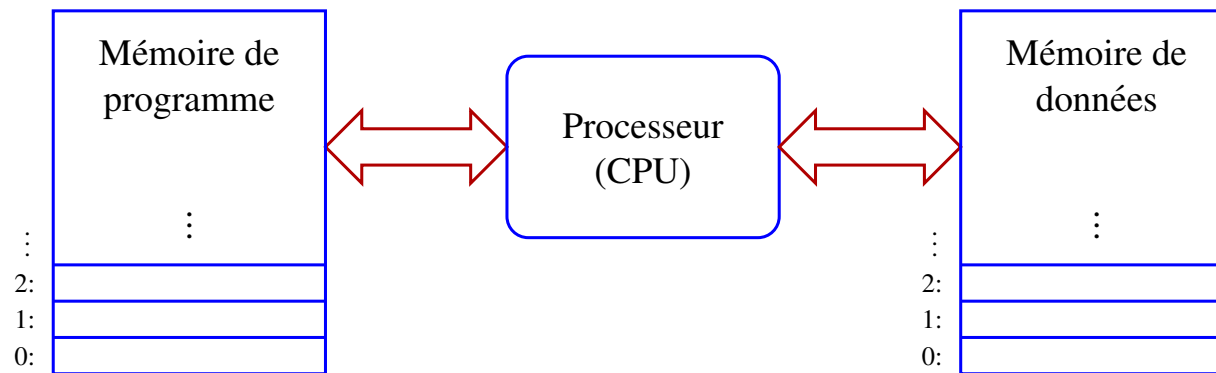 Mémoire de
programme
⋮
⋮
2:
1:
0:
Processeur
(CPU)
Mémoire de
données
⋮
⋮
2:
1:
0: